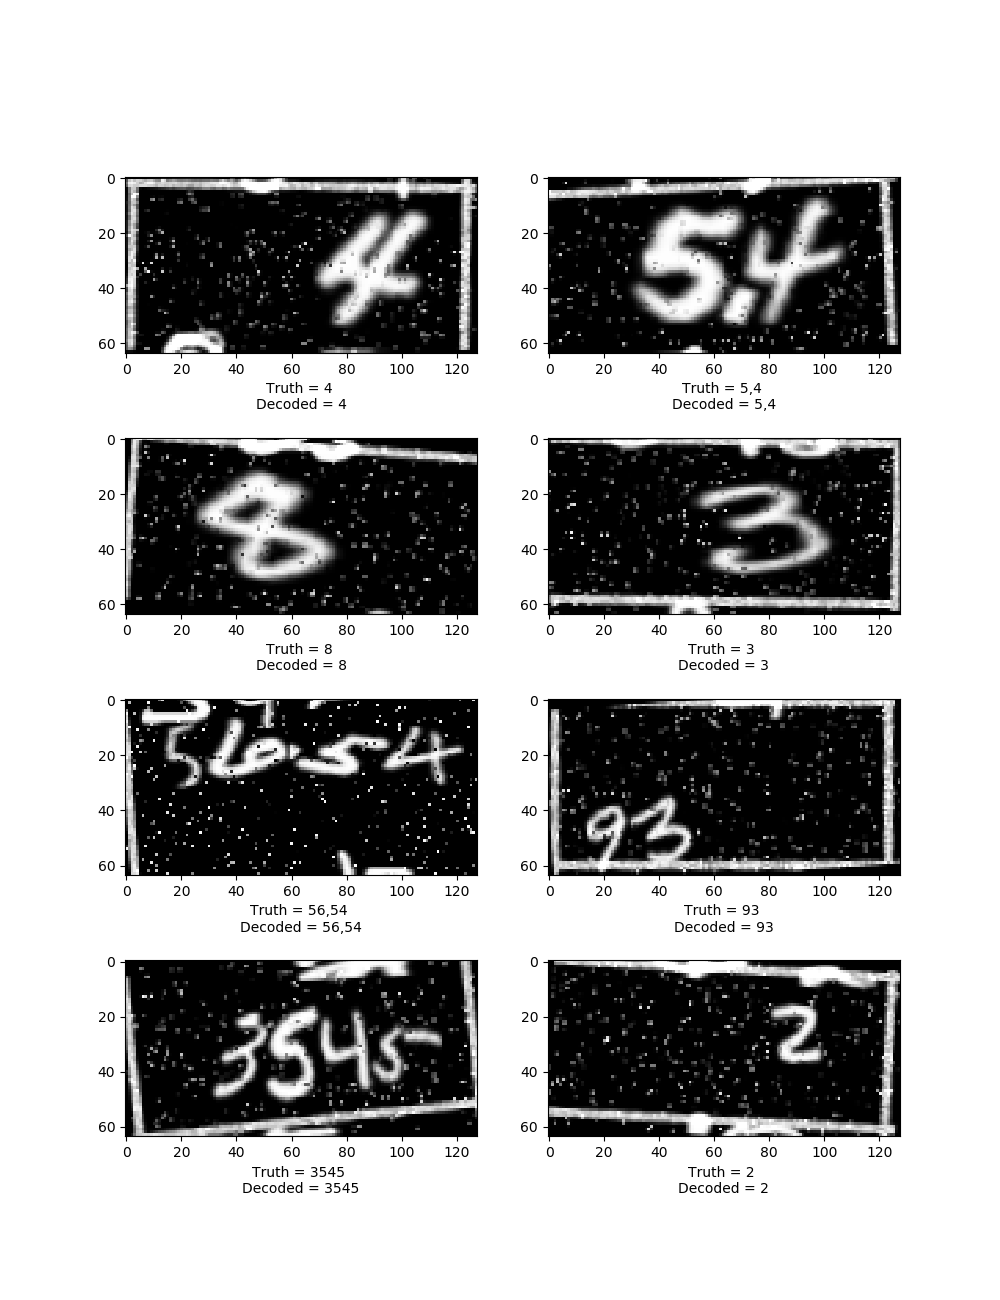 0
20
40
60
4
0 20 40 60 80 100 120
Truth = 4
Decoded = 4
0
20
40
60
5,4
0 20 40 60 80 100 120
Truth = 5,4
Decoded = 5,4
0
20
40
60
8
0 20 40 60 80 100 120
Truth = 8
Decoded = 8
0
20
40
60
3
0 20 40 60 80 100 120
Truth = 3
Decoded = 3
0
20
40
60
56,54
0 20 40 60 80 100 120
Truth = 56,54
Decoded = 56,54
0
20
40
60
93
0 20 40 60 80 100 120
Truth = 93
Decoded = 93
0
20
40
60
3545
0 20 40 60 80 100 120
Truth = 3545
Decoded = 3545
0
20
40
60
2
0 20 40 60 80 100 120
Truth = 2
Decoded = 2